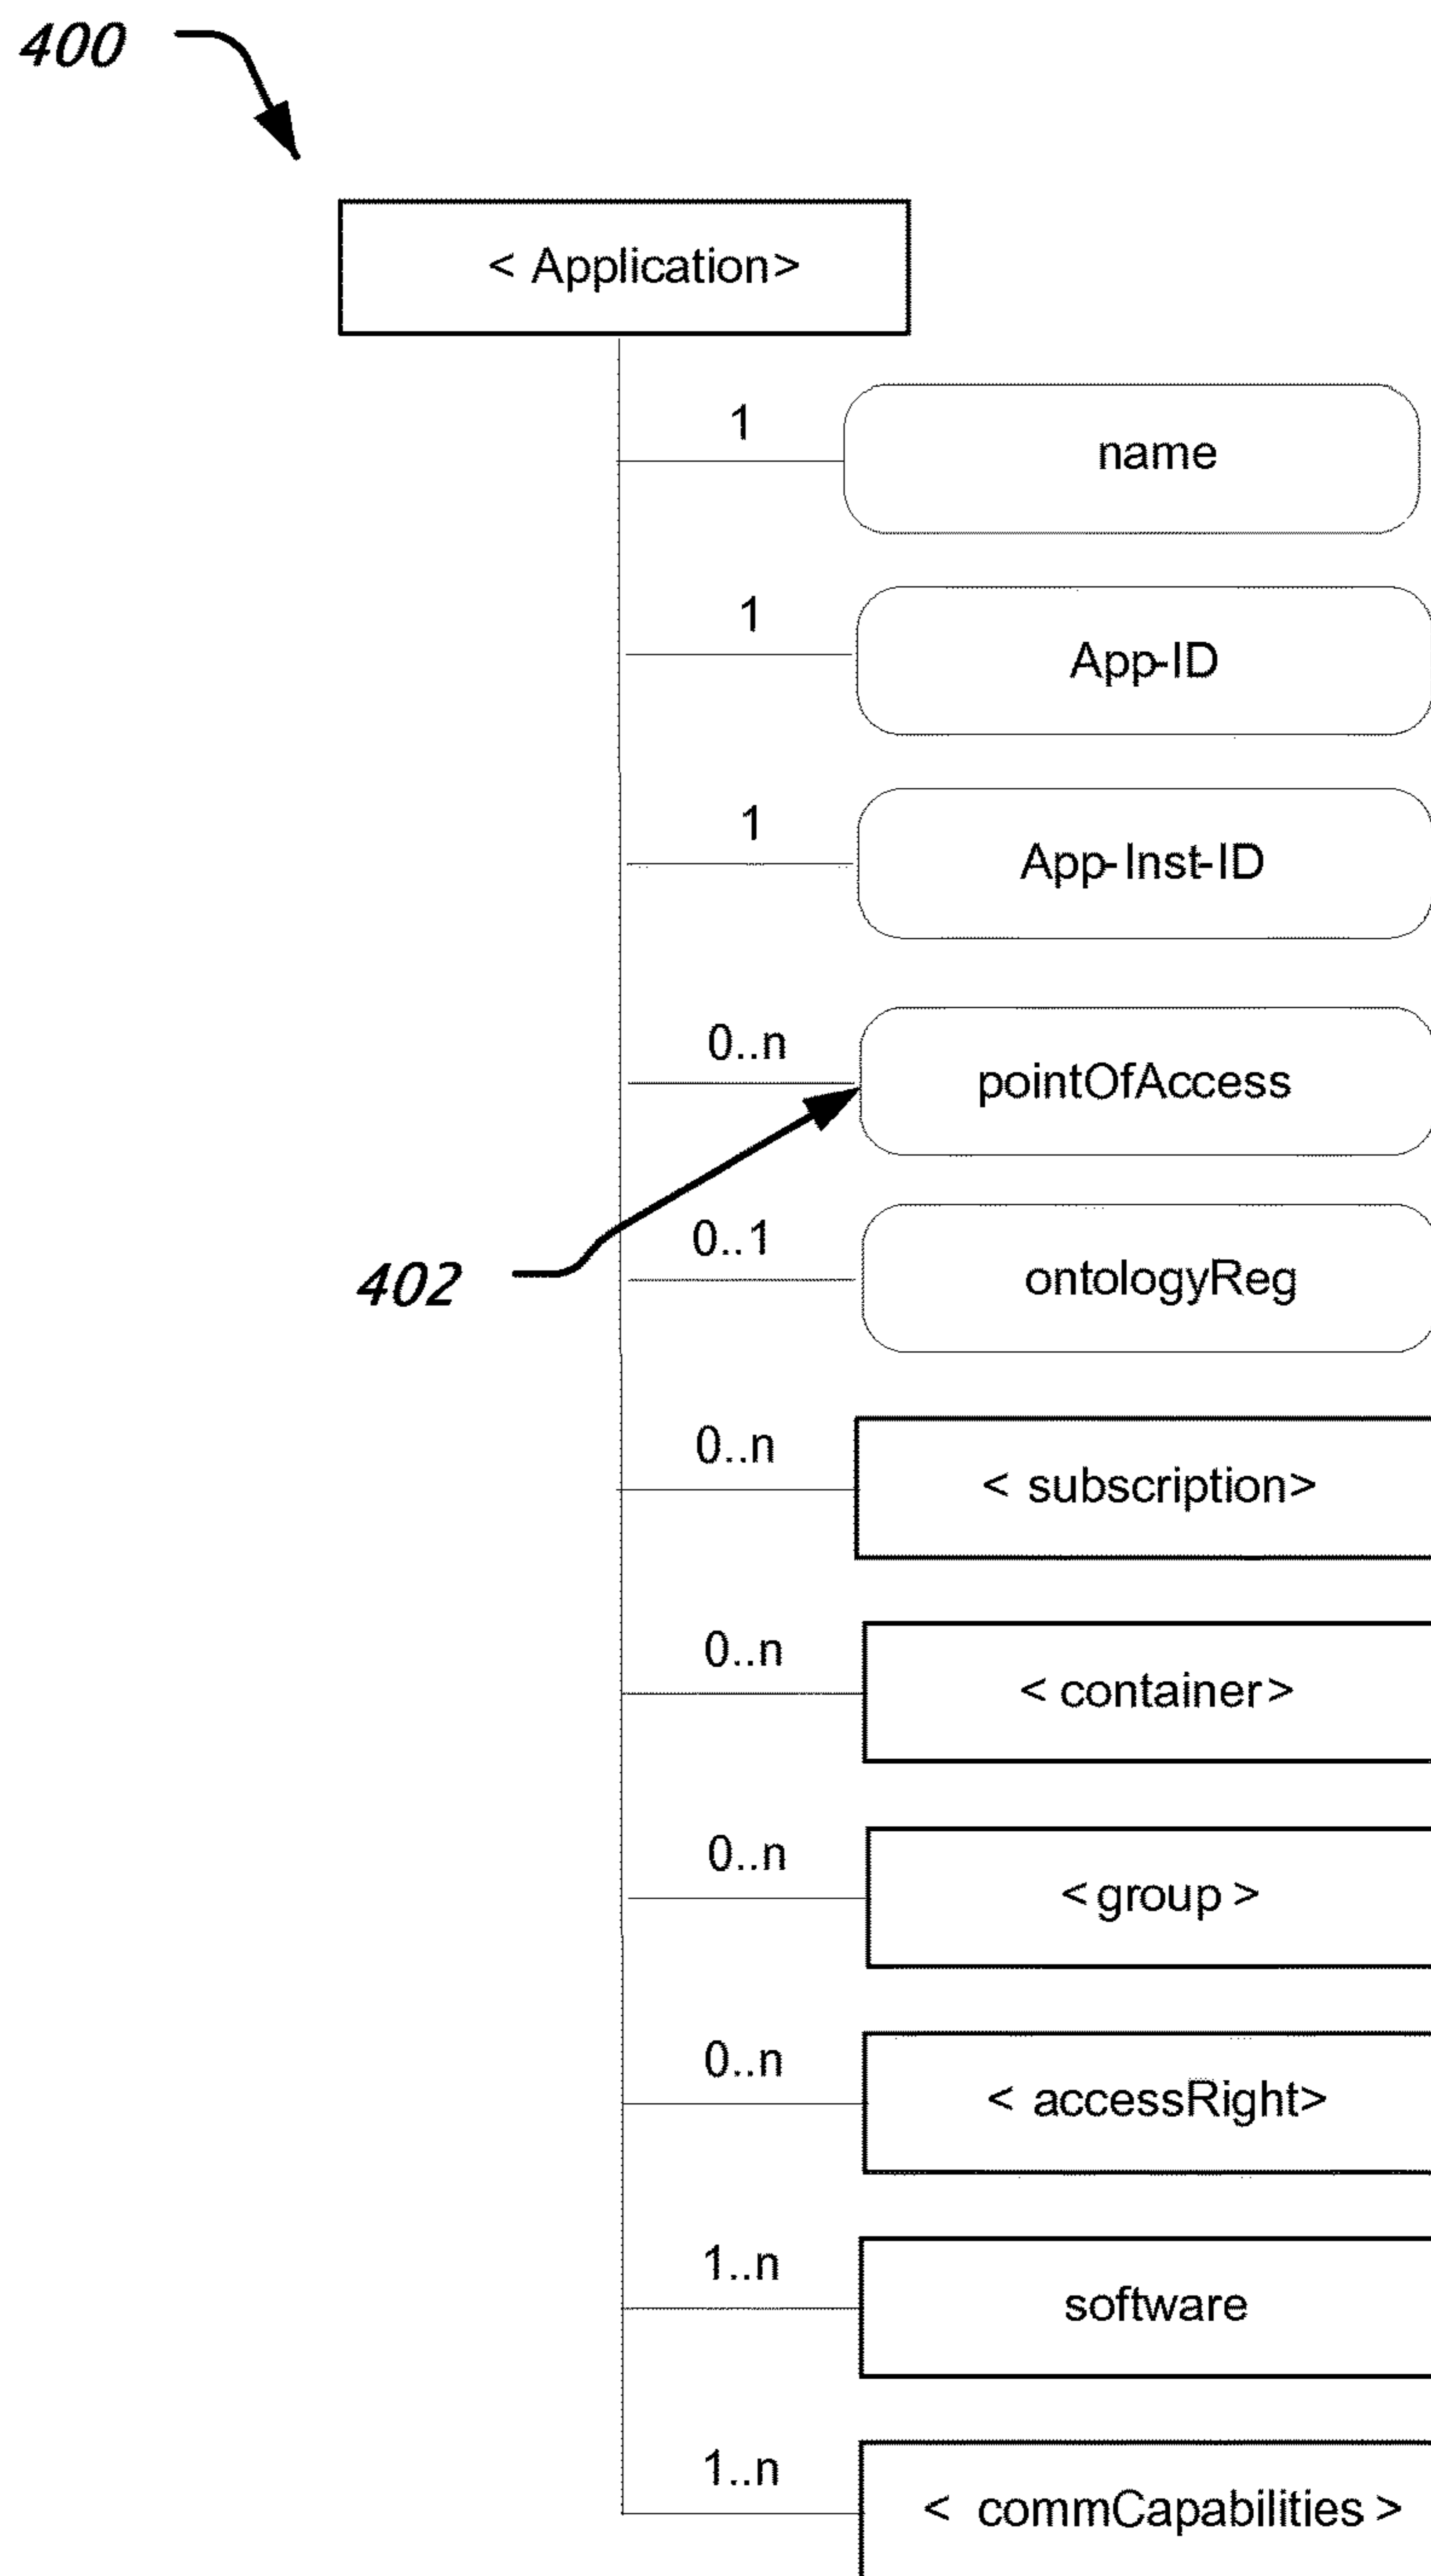 400
< Application>
1
name
1
App-ID
1
App-Inst-ID
0..n
pointOfAccess
402
0..1
ontologyReg
0..n
< subscription>
0..n
< container>
0..n
< group >
0..n
< accessRight>
1..n
software
1..n
< commCapabilities >